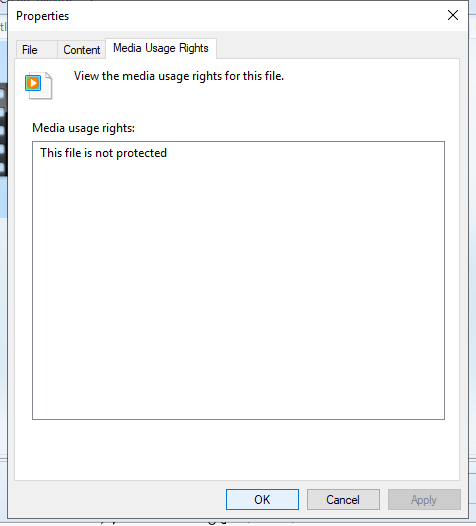 Properties
File
Content
Media Usage Rights
View the media usage rights for this file.
Media usage rights:
This file is not protected
OK
Cancel
Apply